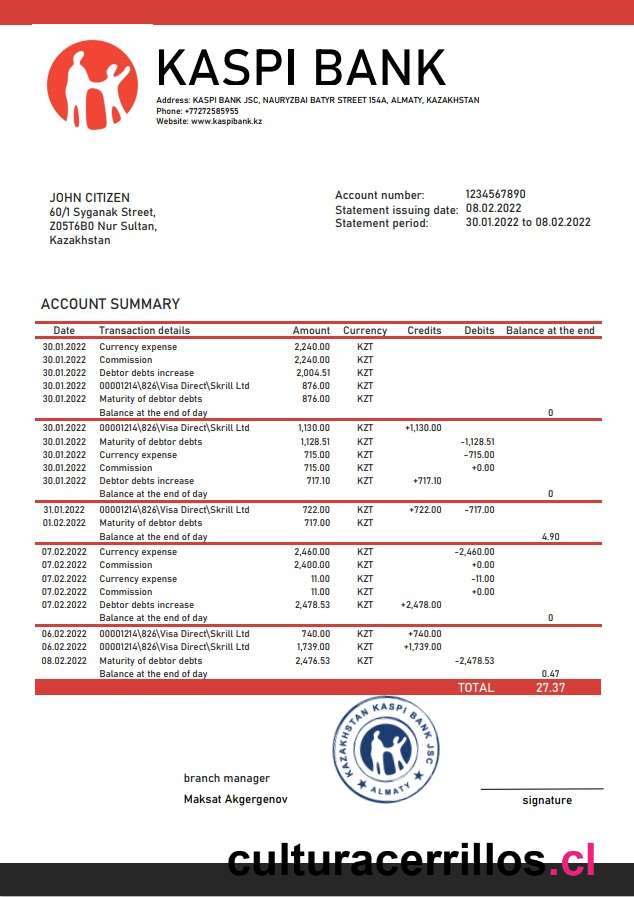 KASPI BANK
Address: KASPI BANK JSC, NAURYZBAI BATYR STREET 154A, ALMATY, KAZAKHSTAN
Phone: +77272585955
Website: www.kaspibank.kz
JOHN CITIZEN
60/1 Syganak Street,
Z05T6B0 Nur Sultan,
Kazakhstan
Account number: 1234567890
Statement issuing date: 08.02.2022
Statement period: 30.01.2022 to 08.02.2022
ACCOUNT SUMMARY
Date Transaction details Amount Currency Credits Debits Balance at the end
30.01.2022 Currency expense 2,240.00 KZT
30.01.2022 Commission 2,240.00 KZT
30.01.2022 Debtor debts increase 2,004.51 KZT
30.01.2022 00001214\826\Visa Direct\Skrill Ltd 876.00 KZT
30.01.2022 Maturity of debtor debts 876.00 KZT
Balance at the end of day 0
30.01.2022 00001214\826\Visa Direct\Skrill Ltd 1,130.00 KZT +1,130.00
30.01.2022 Maturity of debtor debts 1,128.51 KZT -1,128.51
30.01.2022 Currency expense 715.00 KZT -715.00
30.01.2022 Commission 715.00 KZT +0.00
30.01.2022 Debtor debts increase 717.10 KZT +717.10
Balance at the end of day 0
31.01.2022 00001214\826\Visa Direct\Skrill Ltd 722.00 KZT +722.00 -717.00
01.02.2022 Maturity of debtor debts 717.00 KZT
Balance at the end of day 4.90
07.02.2022 Currency expense 2,460.00 KZT -2,460.00
07.02.2022 Commission 2,400.00 KZT +0.00
07.02.2022 Currency expense 11.00 KZT -11.00
07.02.2022 Commission 11.00 KZT +0.00
07.02.2022 Debtor debts increase 2,478.53 KZT +2,478.00
Balance at the end of day 0
06.02.2022 00001214\826\Visa Direct\Skrill Ltd 740.00 KZT +740.00
06.02.2022 00001214\826\Visa Direct\Skrill Ltd 1,739.00 KZT +1,739.00
08.02.2022 Maturity of debtor debts 2,476.53 KZT -2,478.53
Balance at the end of day 0.47
TOTAL 27.37
KAZAKHSTAN KASPI BANK JSC
ALMATY
branch manager
Maksat Akgergenov
signature
culturacerrillos.cl